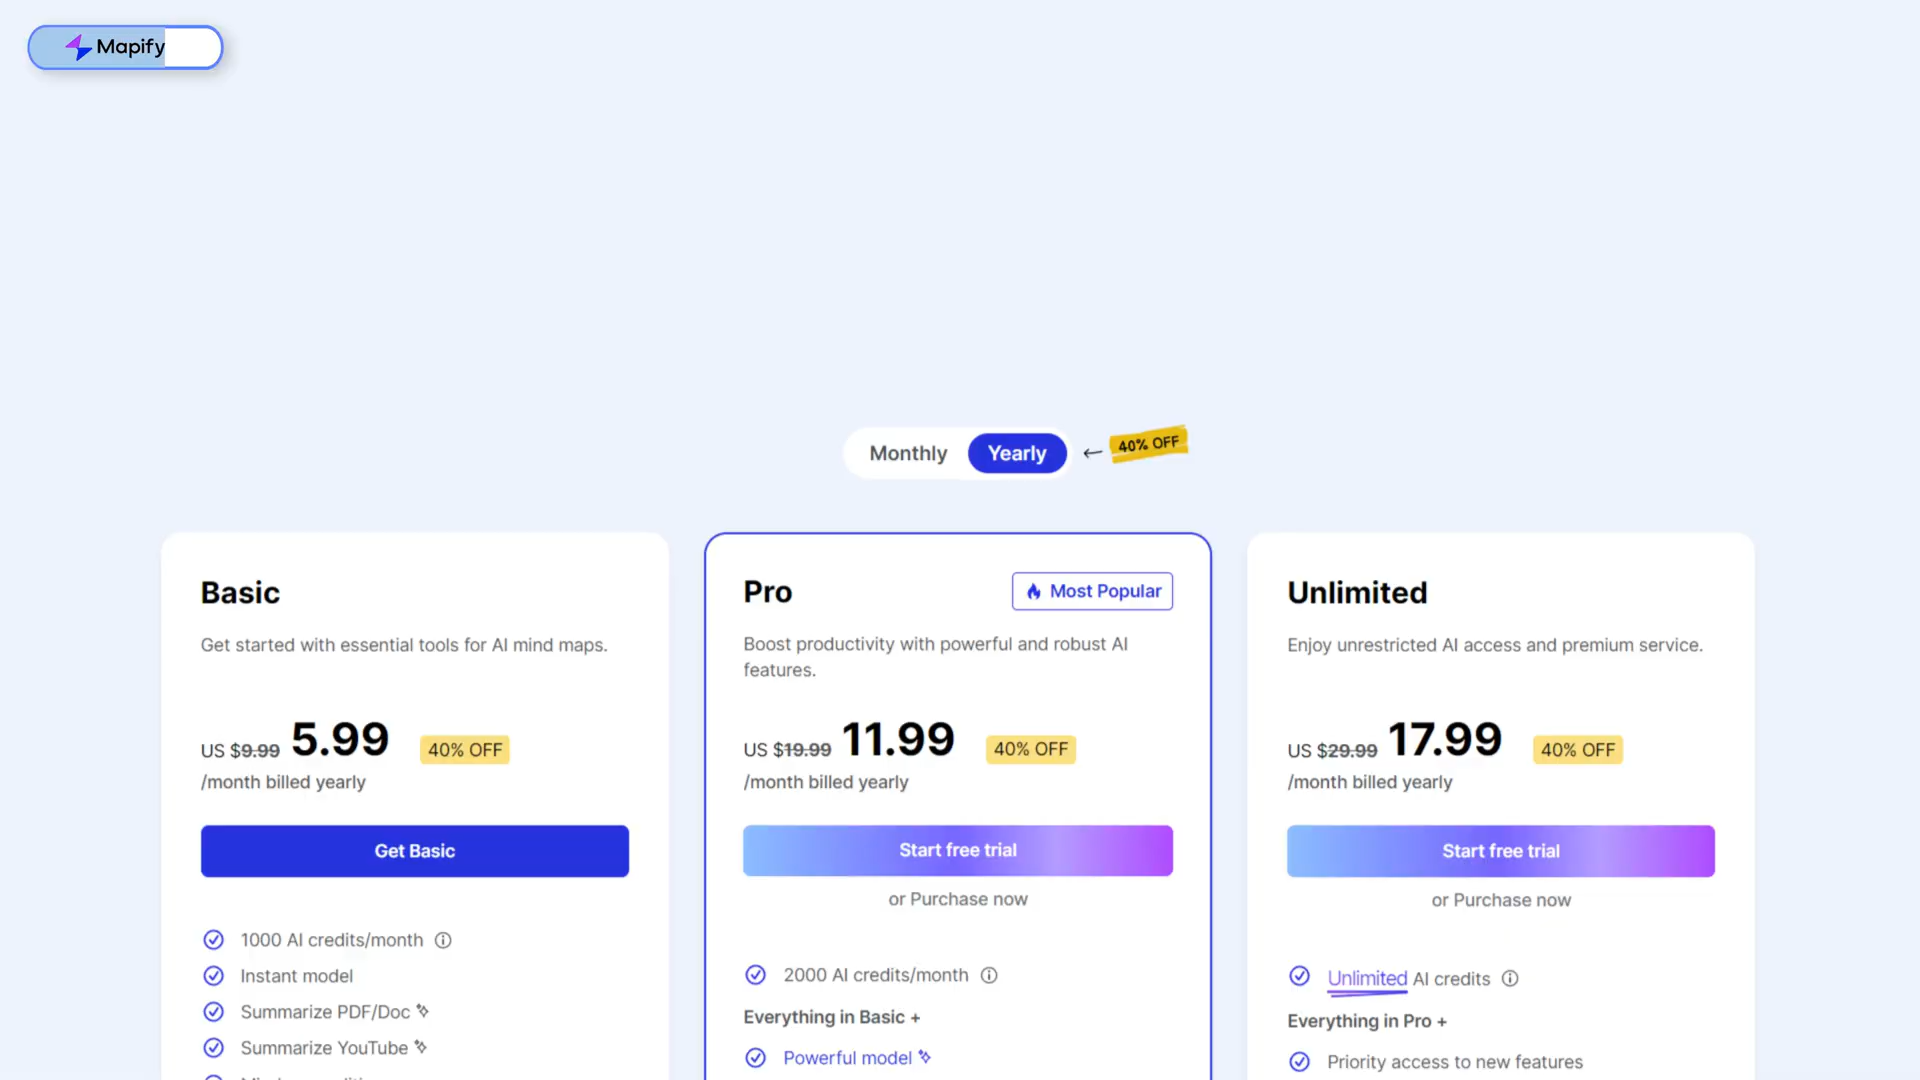 Mapify
Monthly
Yearly
← 40% OFF
Basic
Get started with essential tools for AI mind maps.
US $9.99 5.99 40% OFF
/month billed yearly
Get Basic
1000 AI credits/month
Instant model
Summarize PDF/Doc
Summarize YouTube
Pro
Most Popular
Boost productivity with powerful and robust AI
features.
US $19.99 11.99 40% OFF
/month billed yearly
Start free trial
or Purchase now
2000 AI credits/month
Everything in Basic +
Powerful model
Unlimited
Enjoy unrestricted AI access and premium service.
US $29.99 17.99 40% OFF
/month billed yearly
Start free trial
or Purchase now
Unlimited AI credits
Everything in Pro +
Priority access to new features